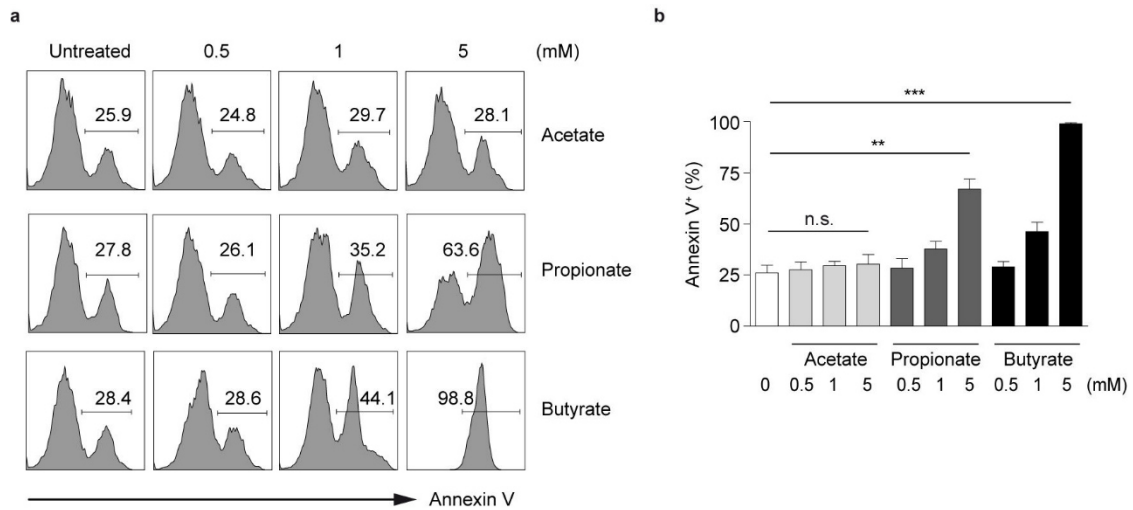 a
Untreated 0.5 1 5 (mM)
25.9 24.8 29.7 28.1 Acetate
27.8 26.1 35.2 63.6 Propionate
28.4 28.6 44.1 98.8 Butyrate
Annexin V
b
***
**
n.s.
Annexin V⁺ (%)
100
75
50
25
0
Acetate Propionate Butyrate
0 0.5 1 5 0.5 1 5 0.5 1 5 (mM)